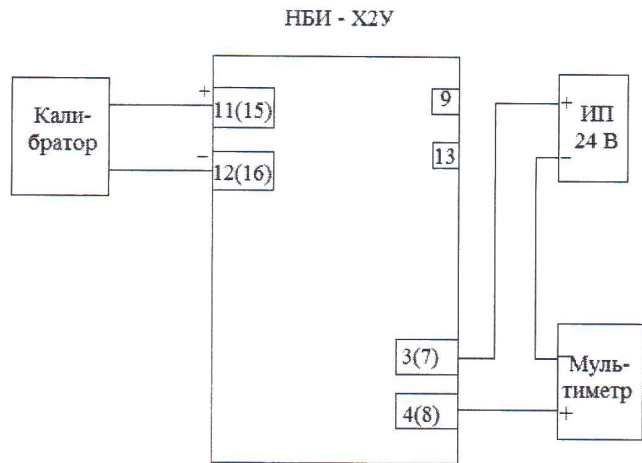 НБИ - Х2У
Кали-
братор
+
11(15)
−
12(16)
9
13
+
ИП
24 В
−
3(7)
4(8)
−
Муль-
тиметр
+